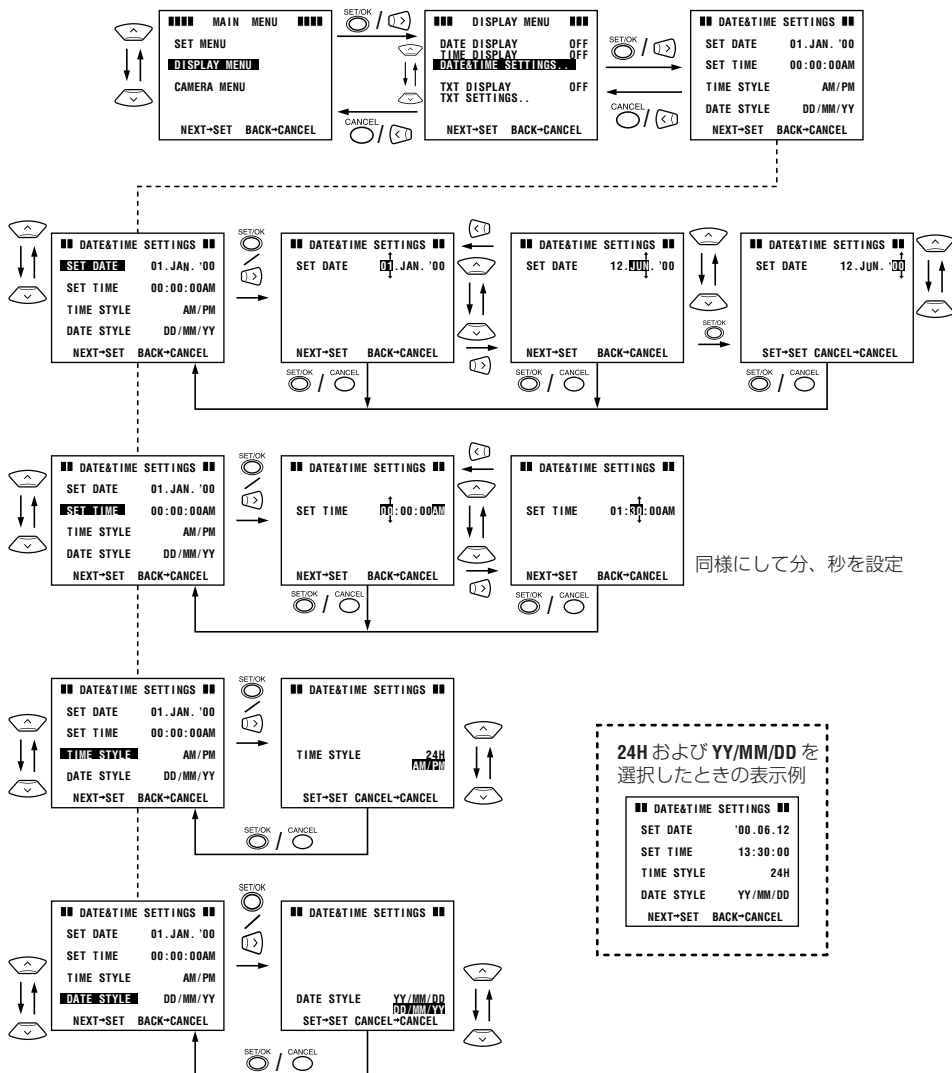 MAIN MENU
SET MENU
DISPLAY MENU
CAMERA MENU
NEXT→SET BACK→CANCEL
SET/OK
/
CANCEL
/
DISPLAY MENU
DATE DISPLAY OFF
TIME DISPLAY OFF
DATE&TIME SETTINGS..
TXT DISPLAY OFF
TXT SETTINGS..
NEXT→SET BACK→CANCEL
SET/OK
/
CANCEL
/
DATE&TIME SETTINGS
SET DATE 01.JAN.'00
SET TIME 00:00:00AM
TIME STYLE AM/PM
DATE STYLE DD/MM/YY
NEXT→SET BACK→CANCEL
DATE&TIME SETTINGS
SET DATE 01.JAN.'00
SET TIME 00:00:00AM
TIME STYLE AM/PM
DATE STYLE DD/MM/YY
NEXT→SET BACK→CANCEL
SET/OK
/
DATE&TIME SETTINGS
SET DATE 01.JAN.'00
NEXT→SET BACK→CANCEL
SET/OK / CANCEL
DATE&TIME SETTINGS
SET DATE 12.JUN.'00
NEXT→SET BACK→CANCEL
SET/OK / CANCEL
SET/OK
DATE&TIME SETTINGS
SET DATE 12.JUN.'00
SET→SET CANCEL→CANCEL
SET/OK / CANCEL
DATE&TIME SETTINGS
SET DATE 01.JAN.'00
SET TIME 00:00:00AM
TIME STYLE AM/PM
DATE STYLE DD/MM/YY
NEXT→SET BACK→CANCEL
SET/OK
/
DATE&TIME SETTINGS
SET TIME 00:00:00AM
NEXT→SET BACK→CANCEL
SET/OK / CANCEL
DATE&TIME SETTINGS
SET TIME 01:30:00AM
NEXT→SET BACK→CANCEL
SET/OK / CANCEL
同様にして分、秒を設定
DATE&TIME SETTINGS
SET DATE 01.JAN.'00
SET TIME 00:00:00AM
TIME STYLE AM/PM
DATE STYLE DD/MM/YY
NEXT→SET BACK→CANCEL
SET/OK
/
DATE&TIME SETTINGS
TIME STYLE 24H
AM/PM
SET→SET CANCEL→CANCEL
SET/OK / CANCEL
24H および YY/MM/DD を
選択したときの表示例
DATE&TIME SETTINGS
SET DATE '00.06.12
SET TIME 13:30:00
TIME STYLE 24H
DATE STYLE YY/MM/DD
NEXT→SET BACK→CANCEL
DATE&TIME SETTINGS
SET DATE 01.JAN.'00
SET TIME 00:00:00AM
TIME STYLE AM/PM
DATE STYLE DD/MM/YY
NEXT→SET BACK→CANCEL
SET/OK
/
DATE&TIME SETTINGS
DATE STYLE YY/MM/DD
DD/MM/YY
SET→SET CANCEL→CANCEL
SET/OK / CANCEL